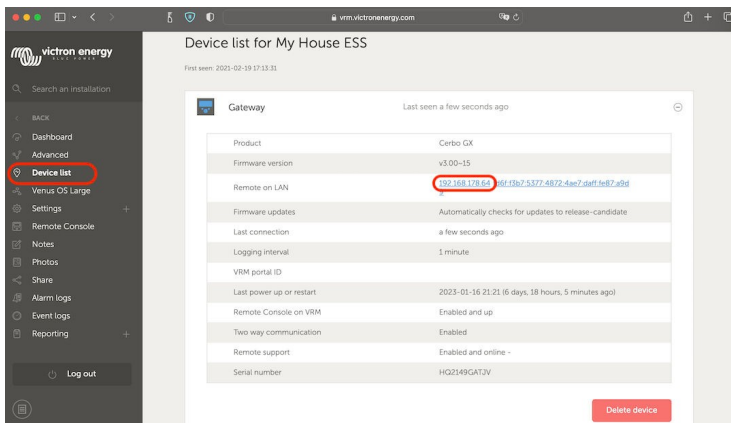 vrm.victronenergy.com
victron energy
BLUE POWER
Search an installation
BACK
Dashboard
Advanced
Device list
Venus OS Large
Settings
Remote Console
Notes
Photos
Share
Alarm logs
Event logs
Reporting
Log out
Device list for My House ESS
First seen: 2021-02-19 17:13:31
Gateway Last seen a few seconds ago
Product Cerbo GX
Firmware version v3.00~15
Remote on LAN 192.168.178.64
Firmware updates Automatically checks for updates to release-candidate
Last connection a few seconds ago
Logging interval 1 minute
VRM portal ID
Last power up or restart 2023-01-16 21:21 (6 days, 18 hours, 5 minutes ago)
Remote Console on VRM Enabled and up
Two way communication Enabled
Remote support Enabled and online -
Serial number HQ2149GATJV
Delete device